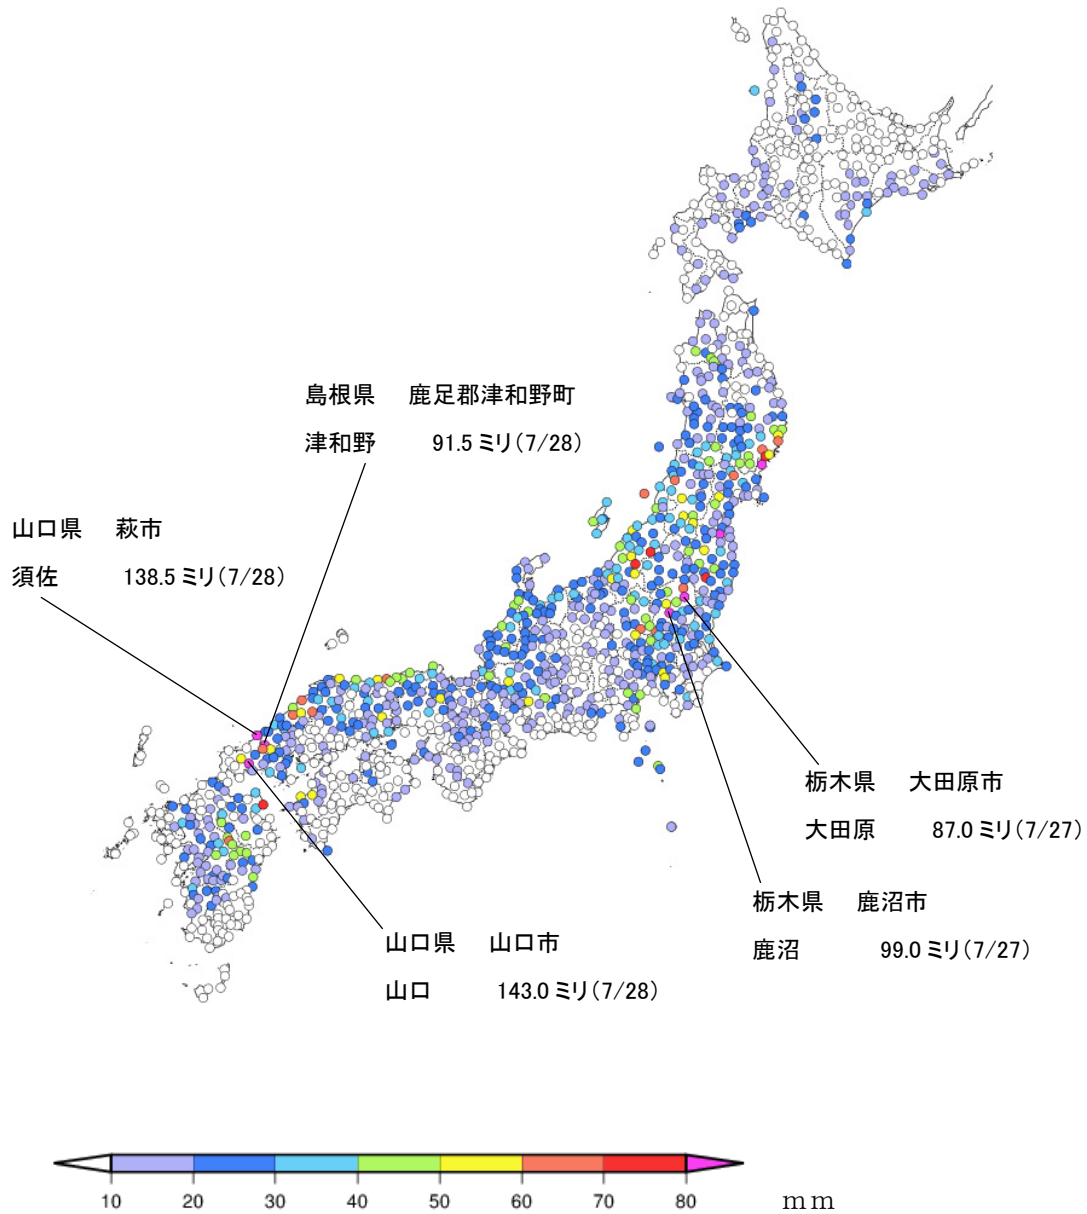 島根県 鹿足郡津和野町
津和野 91.5ミリ(7/28)
山口県 萩市
須佐 138.5ミリ(7/28)
栃木県 大田原市
大田原 87.0ミリ(7/27)
栃木県 鹿沼市
鹿沼 99.0ミリ(7/27)
山口県 山口市
山口 143.0ミリ(7/28)
10 20 30 40 50 60 70 80 mm